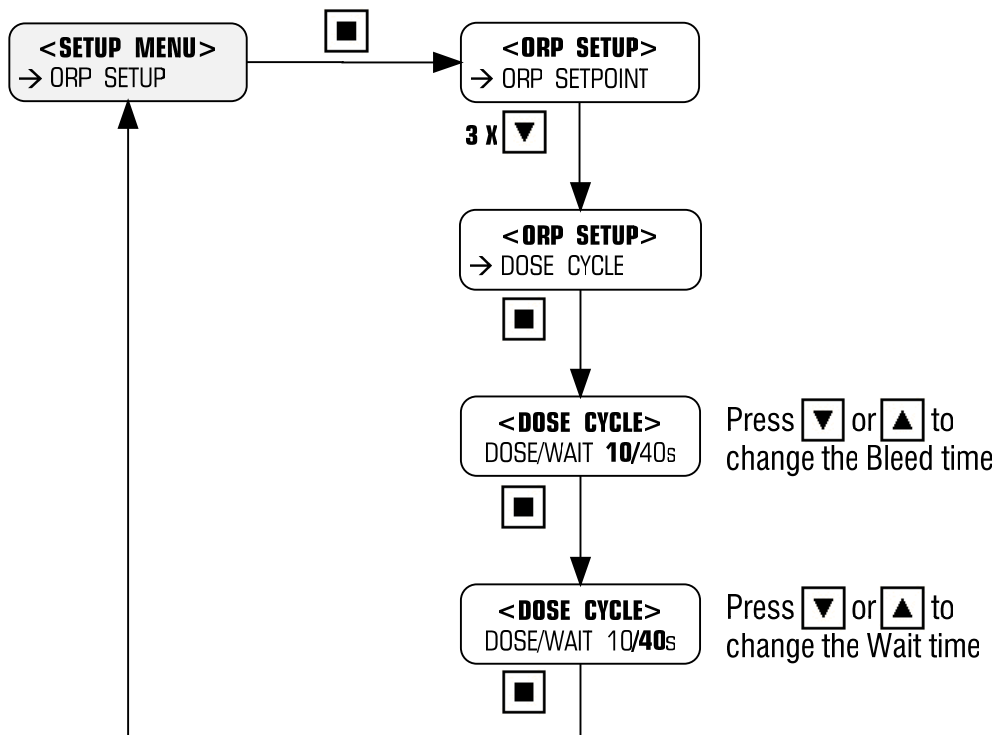 <SETUP MENU>
→ ORP SETUP
<ORP SETUP>
→ ORP SETPOINT
3 X
<ORP SETUP>
→ DOSE CYCLE
<DOSE CYCLE>
DOSE/WAIT 10/40s
Press ▼ or ▲ to
change the Bleed time
<DOSE CYCLE>
DOSE/WAIT 10/40s
Press ▼ or ▲ to
change the Wait time